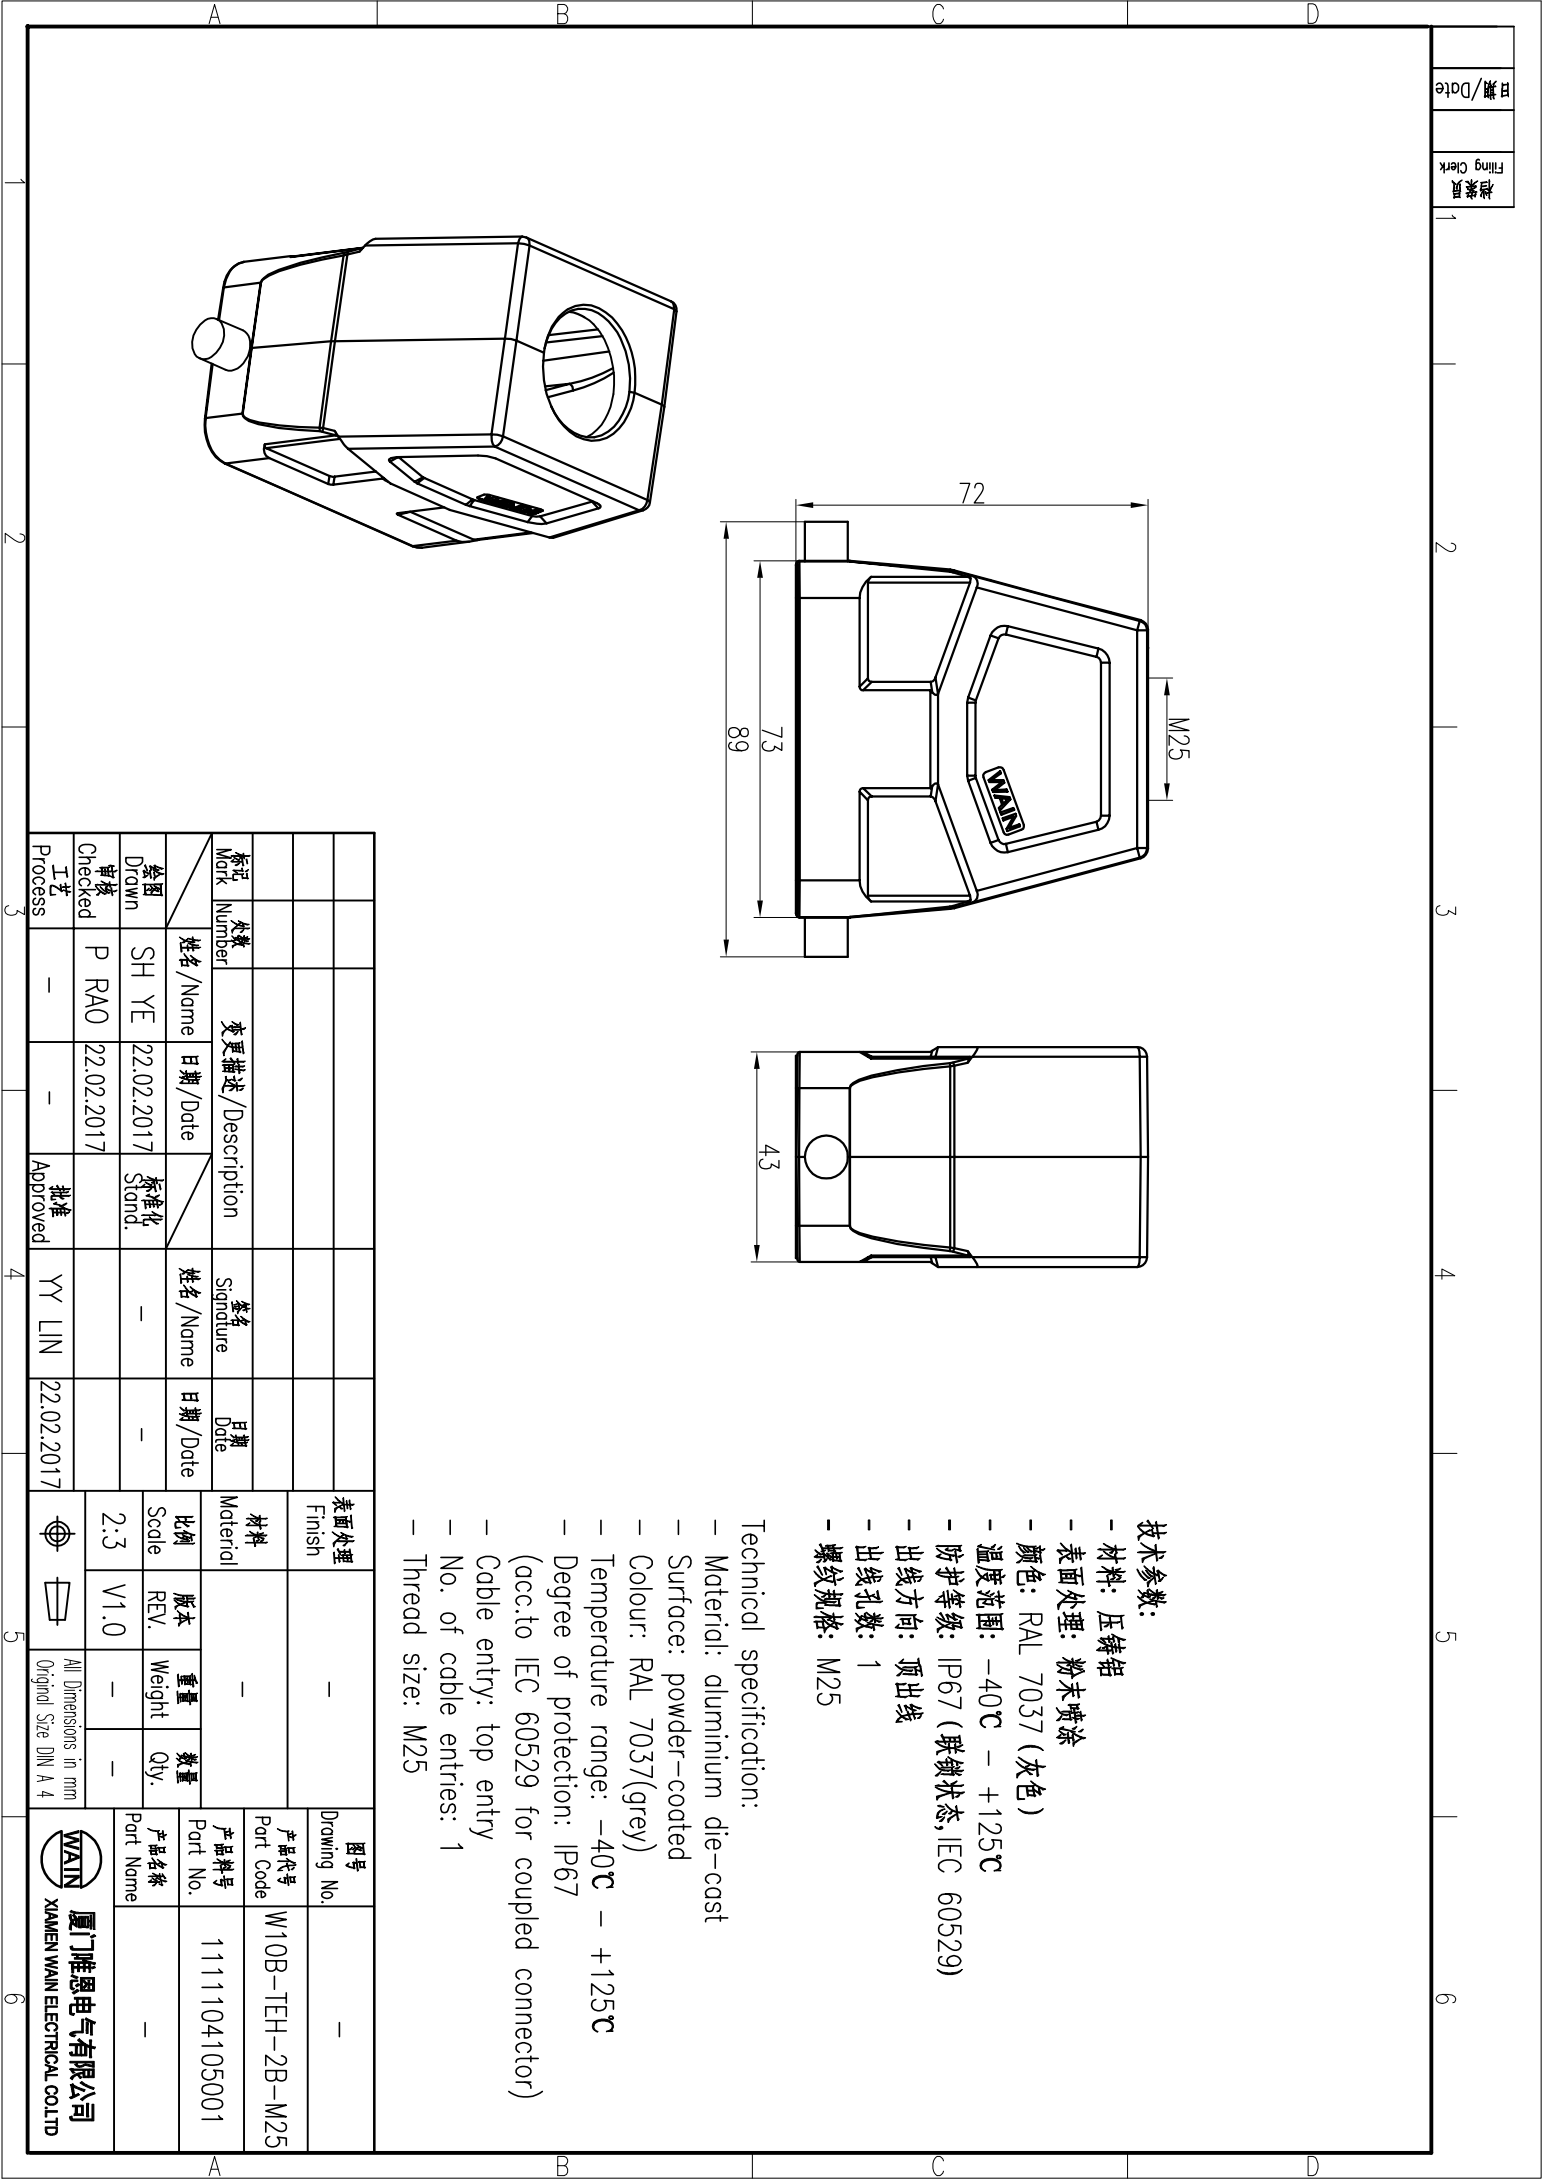 日期/Date
档案员
Filing Clerk
A
B
C
D
1
2
3
4
5
6
1
2
3
4
5
6
A
B
C
D
72
M25
73
89
43
WAIN
技术参数:
- 材料: 压铸铝
- 表面处理: 粉末喷涂
- 颜色: RAL 7037 (灰色)
- 温度范围: -40℃ - +125℃
- 防护等级: IP67 (联锁状态, IEC 60529)
- 出线方向: 顶出线
- 出线孔数: 1
- 螺纹规格: M25
Technical specification:
- Material: aluminium die-cast
- Surface: powder-coated
- Colour: RAL 7037(grey)
- Temperature range: -40℃ - +125℃
- Degree of protection: IP67
(acc.to IEC 60529 for coupled connector)
- Cable entry: top entry
- No. of cable entries: 1
- Thread size: M25
标记 Mark
处数 Number
变更描述/Description
签名 Signature
日期 Date
姓名/Name
日期/Date
姓名/Name
日期/Date
绘图 Drawn
SH YE
22.02.2017
标准化 Stand.
-
-
审核 Checked
P RAO
22.02.2017
工艺 Process
-
-
批准 Approved
YY LIN
22.02.2017
表面处理 Finish
-
材料 Material
-
比例 Scale
版本 REV.
重量 Weight
数量 Qty.
2:3
V1.0
-
-
All Dimensions in mm
Original Size DIN A 4
图号 Drawing No.
-
产品代号 Part Code
W10B-TEH-2B-M25
产品料号 Part No.
1111104105001
产品名称 Part Name
-
WAIN
厦门唯恩电气有限公司
XIAMEN WAIN ELECTRICAL CO.LTD